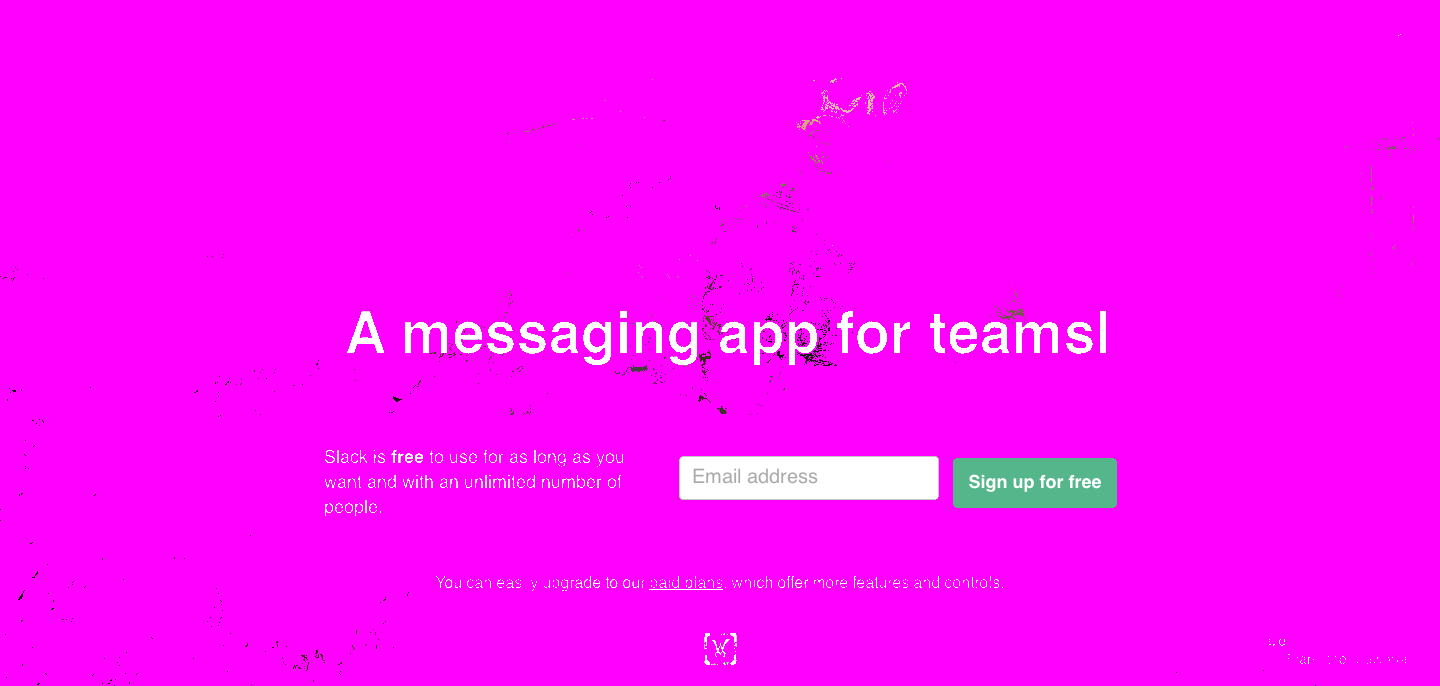 A messaging app for teamsl
Slack is free to use for as long as you
want and with an unlimited number of
people.
Email address
Sign up for free
You can easily upgrade to our paid plans, which offer more features and controls.